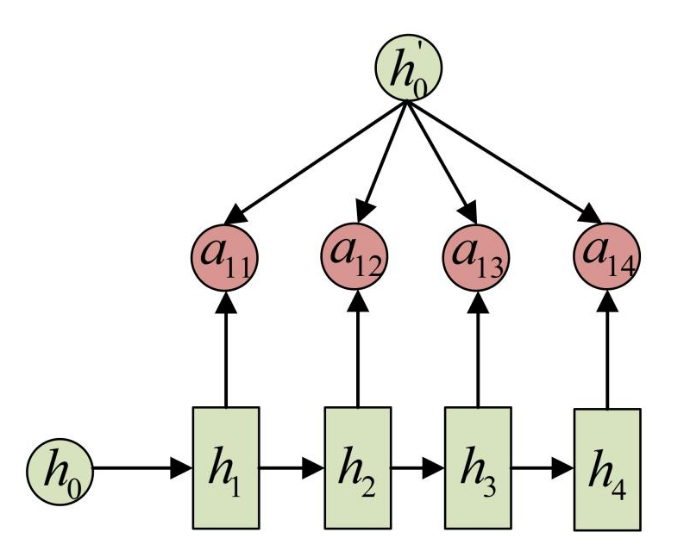 h'₀
a₁₁ a₁₂ a₁₃ a₁₄
h₀ h₁ h₂ h₃ h₄